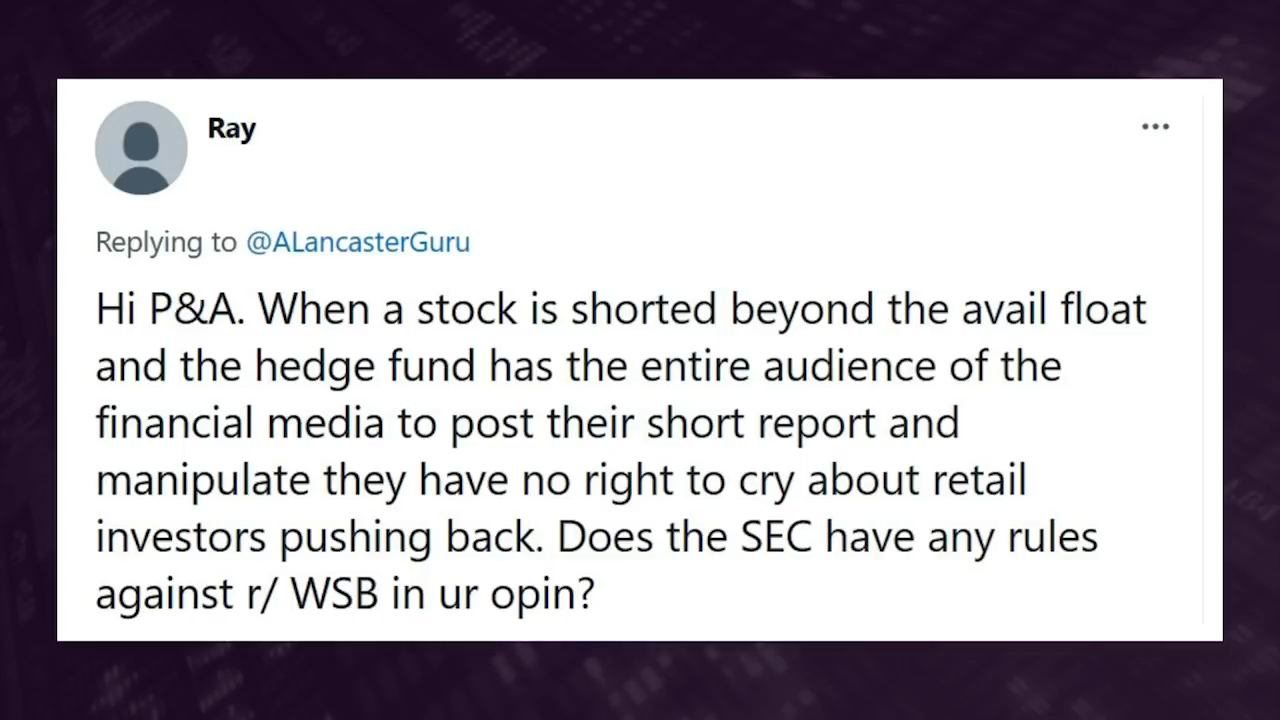 Ray
Replying to @ALancasterGuru
Hi P&A. When a stock is shorted beyond the avail float
and the hedge fund has the entire audience of the
financial media to post their short report and
manipulate they have no right to cry about retail
investors pushing back. Does the SEC have any rules
against r/ WSB in ur opin?